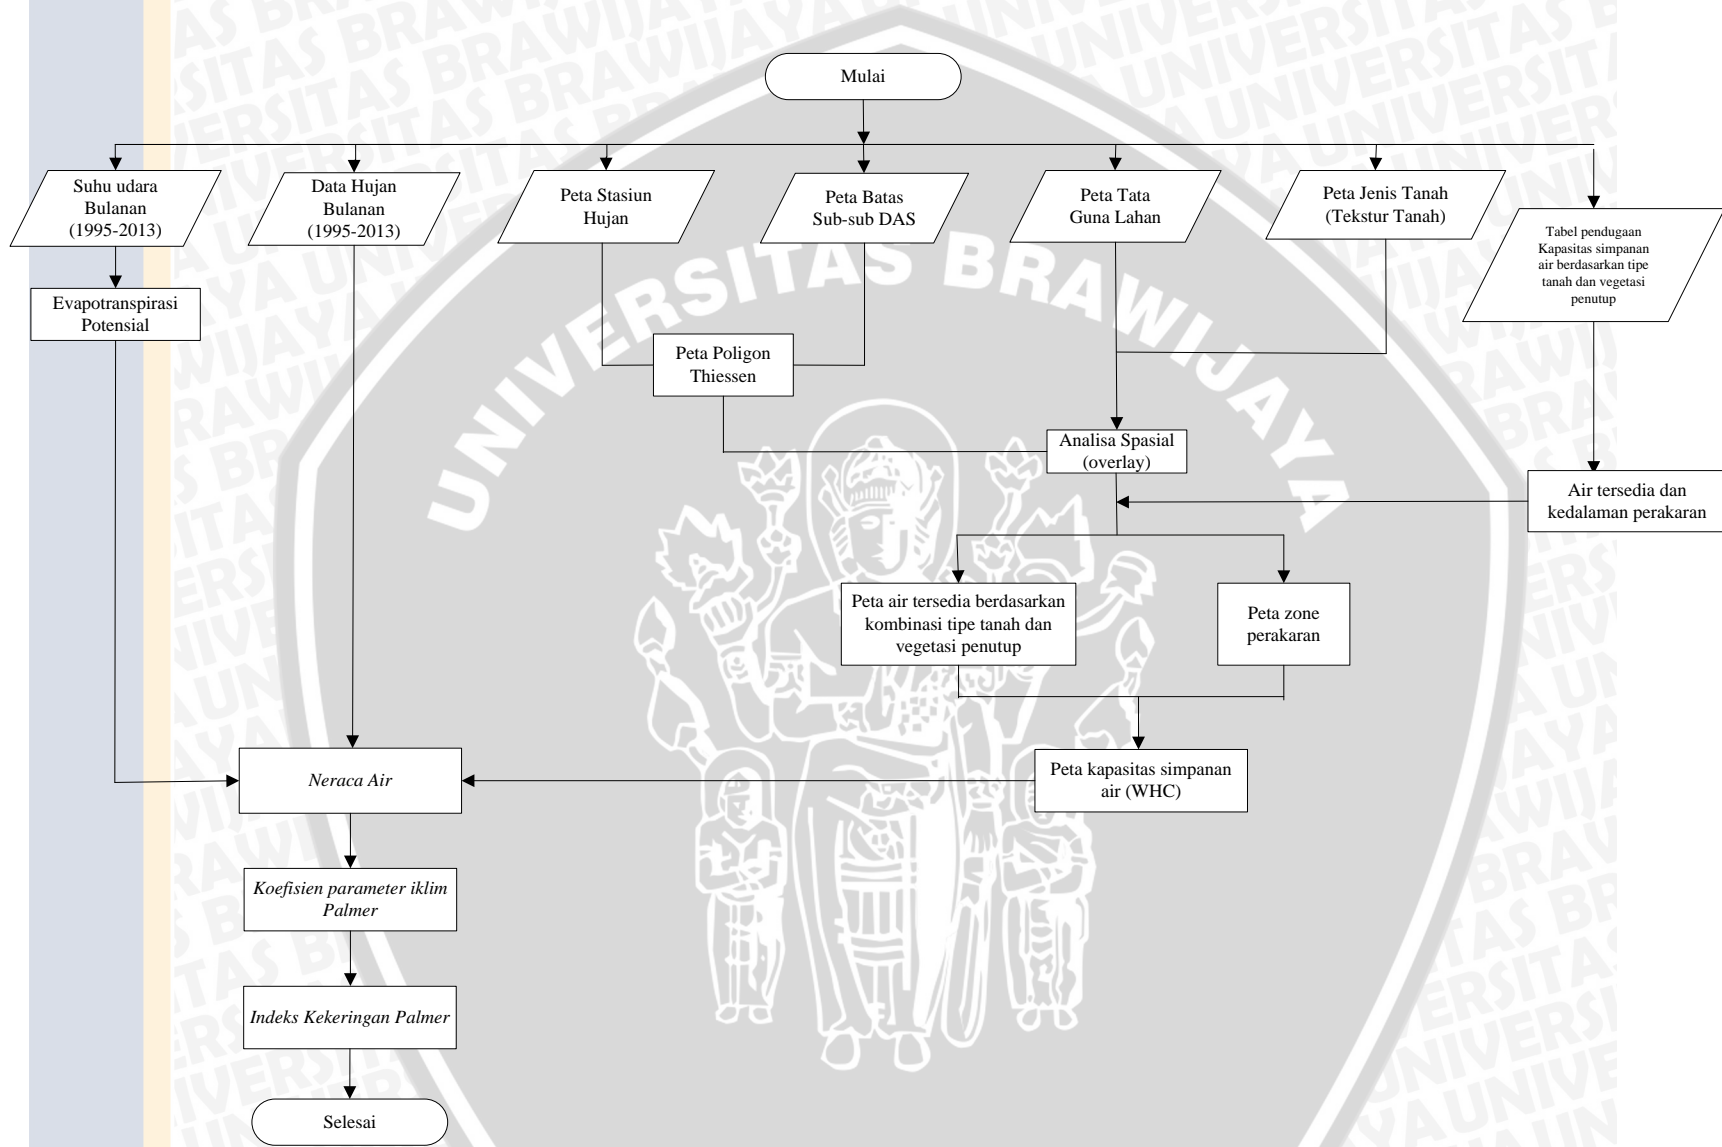 Mulai
Suhu udara
Bulanan
(1995-2013)
Data Hujan
Bulanan
(1995-2013)
Peta Stasiun
Hujan
Peta Batas
Sub-sub DAS
Peta Tata
Guna Lahan
Peta Jenis Tanah
(Tekstur Tanah)
Tabel pendugaan
Kapasitas simpanan
air berdasarkan tipe
tanah dan vegetasi
penutup
Evapotranspirasi
Potensial
Peta Poligon
Thiessen
Analisa Spasial
(overlay)
Air tersedia dan
kedalaman perakaran
Peta air tersedia berdasarkan
kombinasi tipe tanah dan
vegetasi penutup
Peta zone
perakaran
Neraca Air
Peta kapasitas simpanan
air (WHC)
Koefisien parameter iklim
Palmer
Indeks Kekeringan Palmer
Selesai
UNIVERSITAS BRAWIJAYA